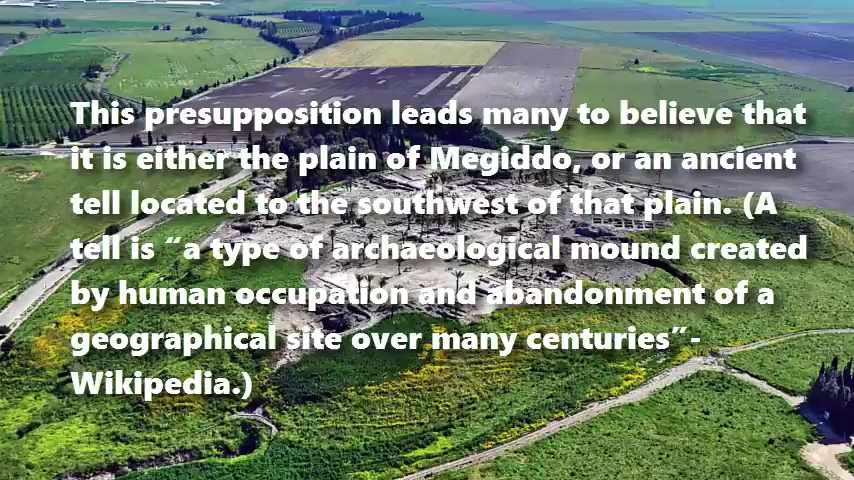 This presupposition leads many to believe that
it is either the plain of Megiddo, or an ancient
tell located to the southwest of that plain. (A
tell is “a type of archaeological mound created
by human occupation and abandonment of a
geographical site over many centuries”-
Wikipedia.)